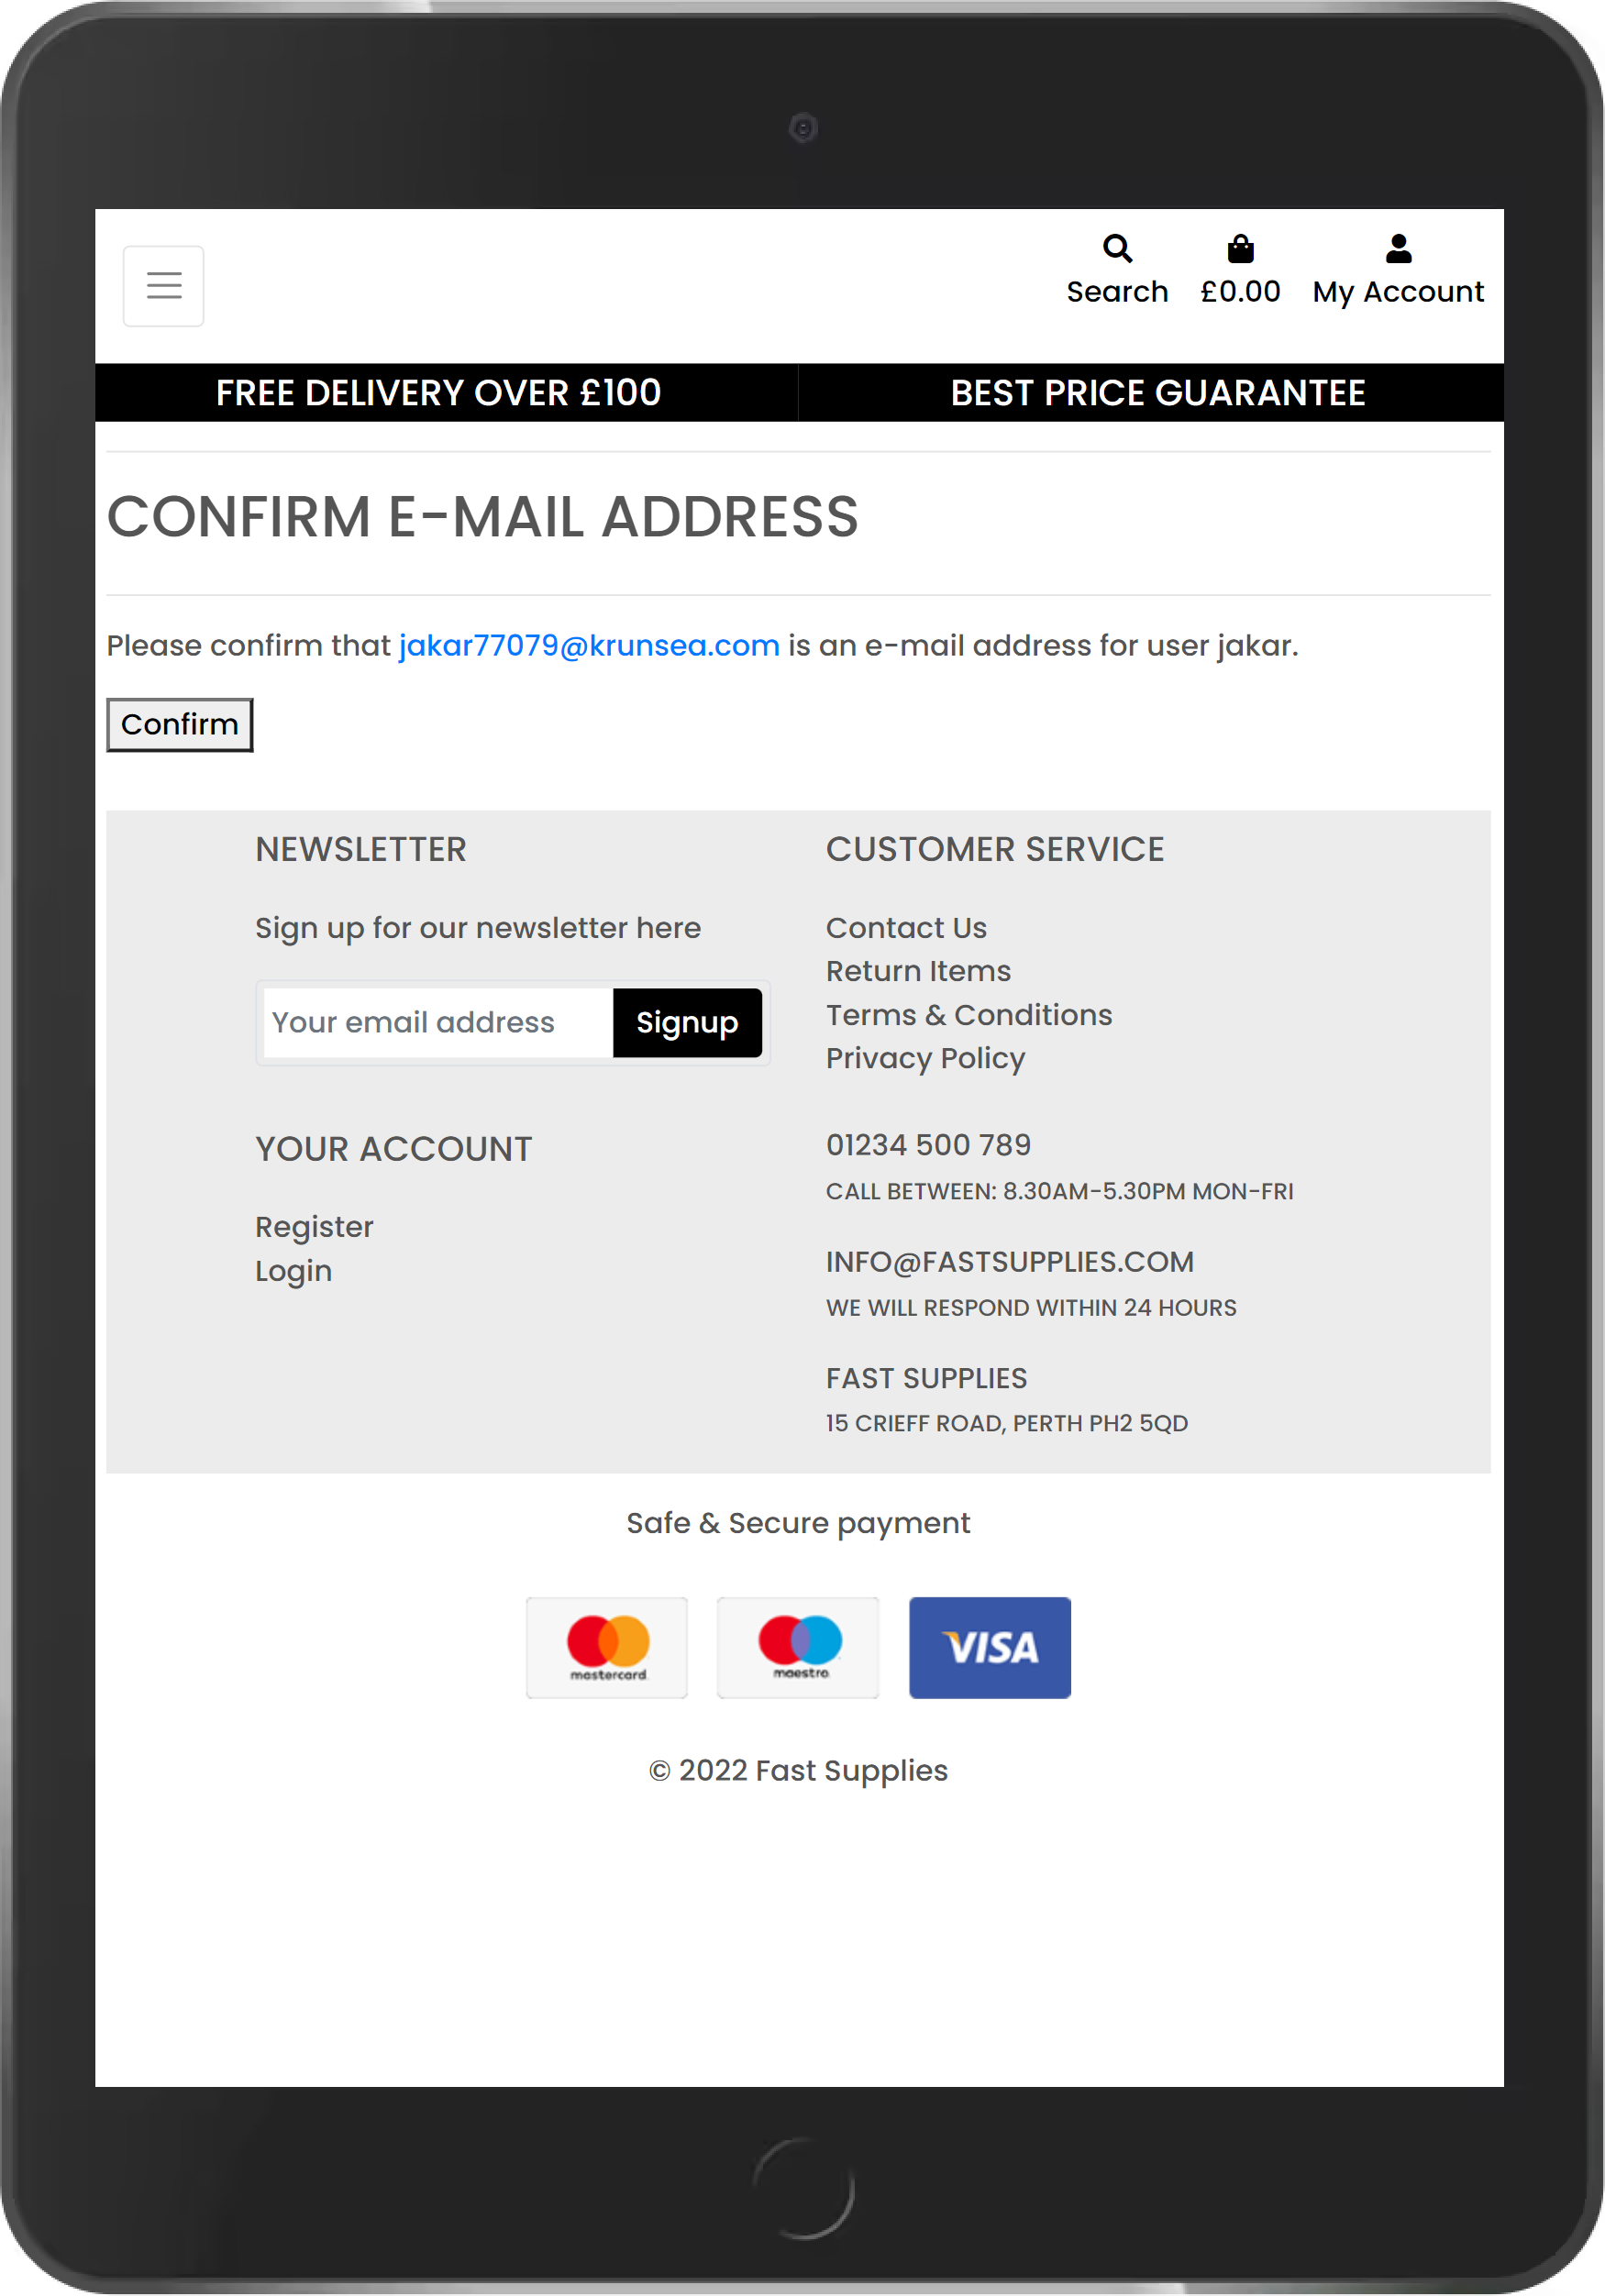 Search £0.00 My Account
FREE DELIVERY OVER £100 BEST PRICE GUARANTEE
CONFIRM E-MAIL ADDRESS
Please confirm that jakar77079@krunsea.com is an e-mail address for user jakar.
Confirm
NEWSLETTER
Sign up for our newsletter here
Your email address Signup
YOUR ACCOUNT
Register
Login
CUSTOMER SERVICE
Contact Us
Return Items
Terms & Conditions
Privacy Policy
01234 500 789
CALL BETWEEN: 8.30AM-5.30PM MON-FRI
INFO@FASTSUPPLIES.COM
WE WILL RESPOND WITHIN 24 HOURS
FAST SUPPLIES
15 CRIEFF ROAD, PERTH PH2 5QD
Safe & Secure payment
mastercard maestro VISA
© 2022 Fast Supplies